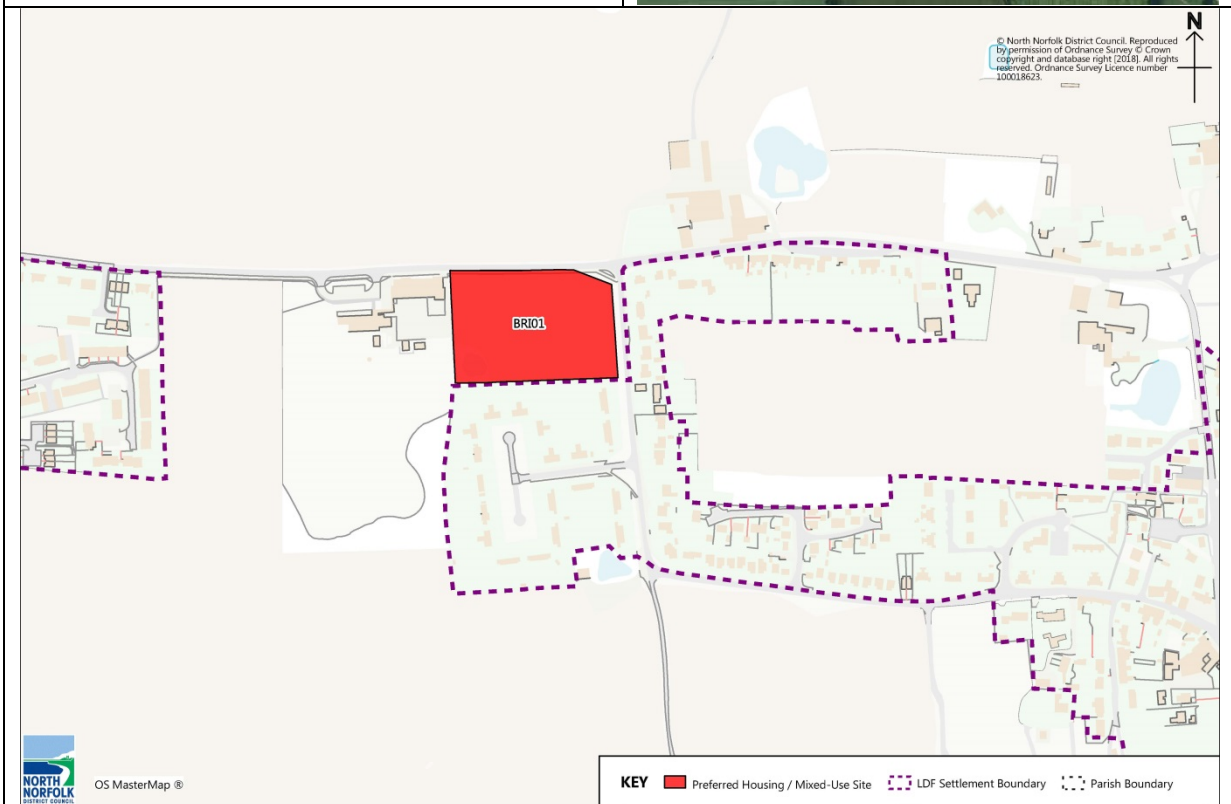 N
© North Norfolk District Council. Reproduced
by permission of Ordnance Survey © Crown
copyright and database right [2018]. All rights
reserved. Ordnance Survey Licence number
100018623.
BRI01
NORTH
NORFOLK
DISTRICT COUNCIL
OS MasterMap ®
KEY Preferred Housing / Mixed-Use Site LDF Settlement Boundary Parish Boundary